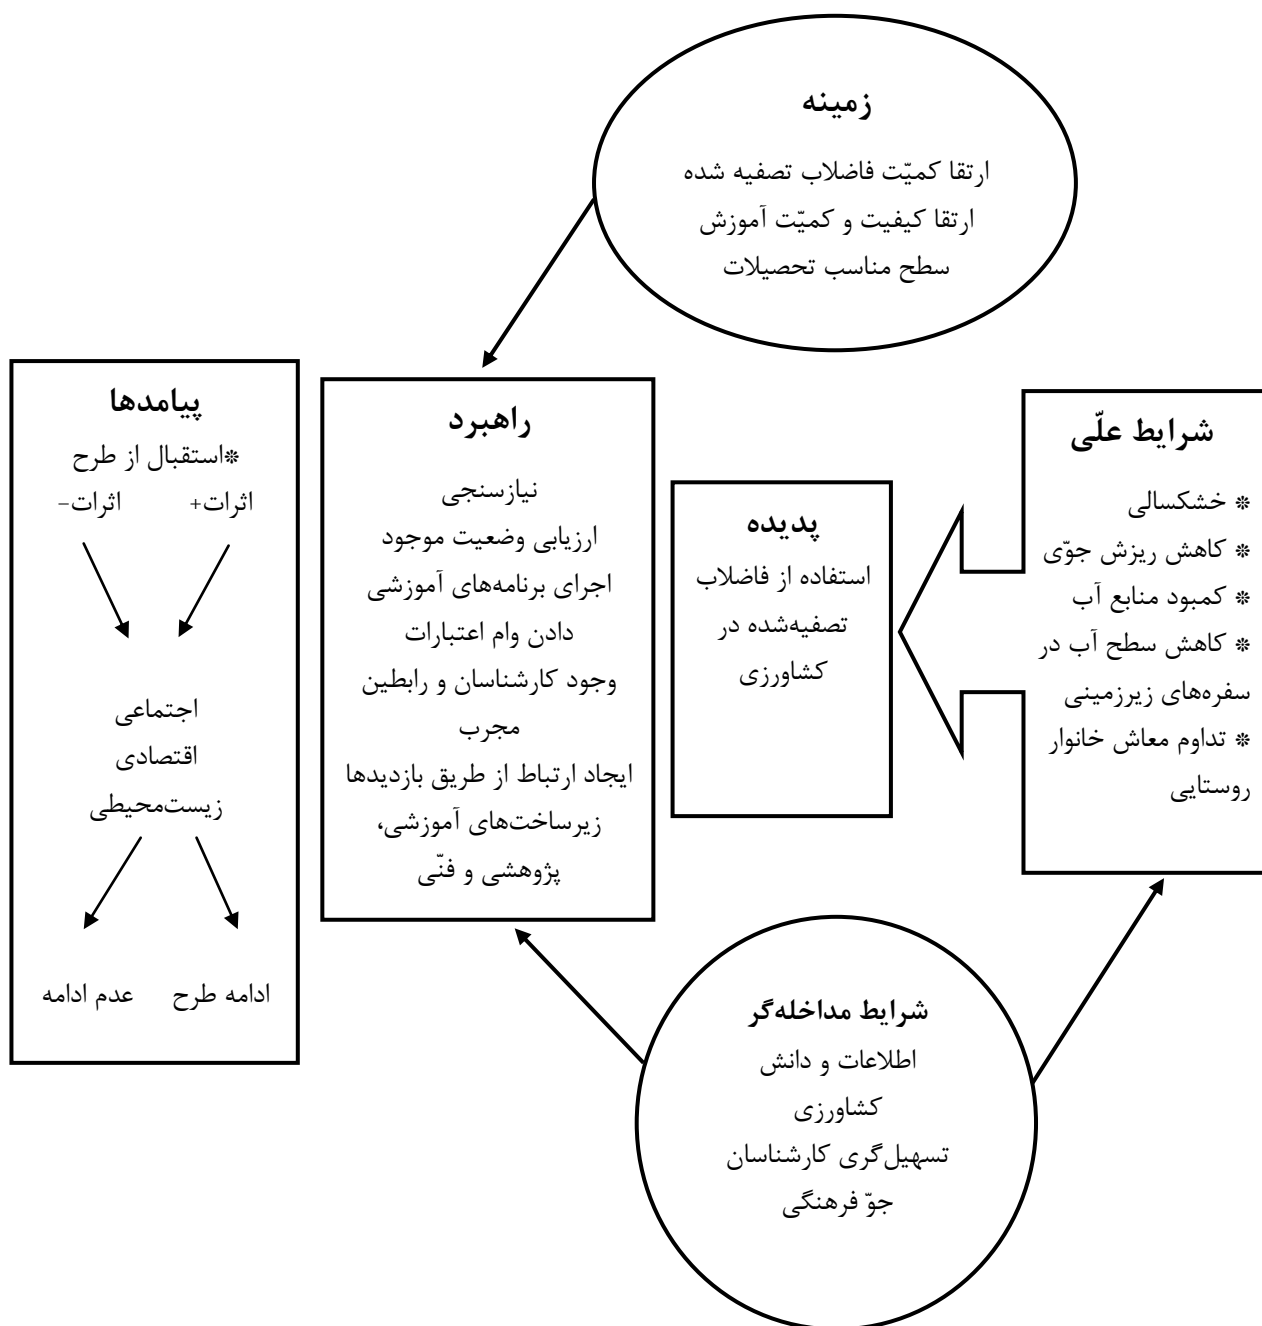 زمینه
ارتقا کمیّت فاضلاب تصفیه شده
ارتقا کیفیت و کمیّت آموزش
سطح مناسب تحصیلات
شرایط علّی
* خشکسالی
* کاهش ریزش جوّی
* کمبود منابع آب
* کاهش سطح آب در
سفره‌های زیرزمینی
* تداوم معاش خانوار
روستایی
پدیده
استفاده از فاضلاب
تصفیه‌شده در
کشاورزی
راهبرد
نیازسنجی
ارزیابی وضعیت موجود
اجرای برنامه‌های آموزشی
دادن وام اعتبارات
وجود کارشناسان و رابطین
مجرب
ایجاد ارتباط از طریق بازدیدها
زیرساخت‌های آموزشی،
پژوهشی و فنّی
پیامدها
*استقبال از طرح
اثرات+ اثرات-
اجتماعی
اقتصادی
زیست‌محیطی
ادامه طرح عدم ادامه
شرایط مداخله‌گر
اطلاعات و دانش
کشاورزی
تسهیل‌گری کارشناسان
جوّ فرهنگی